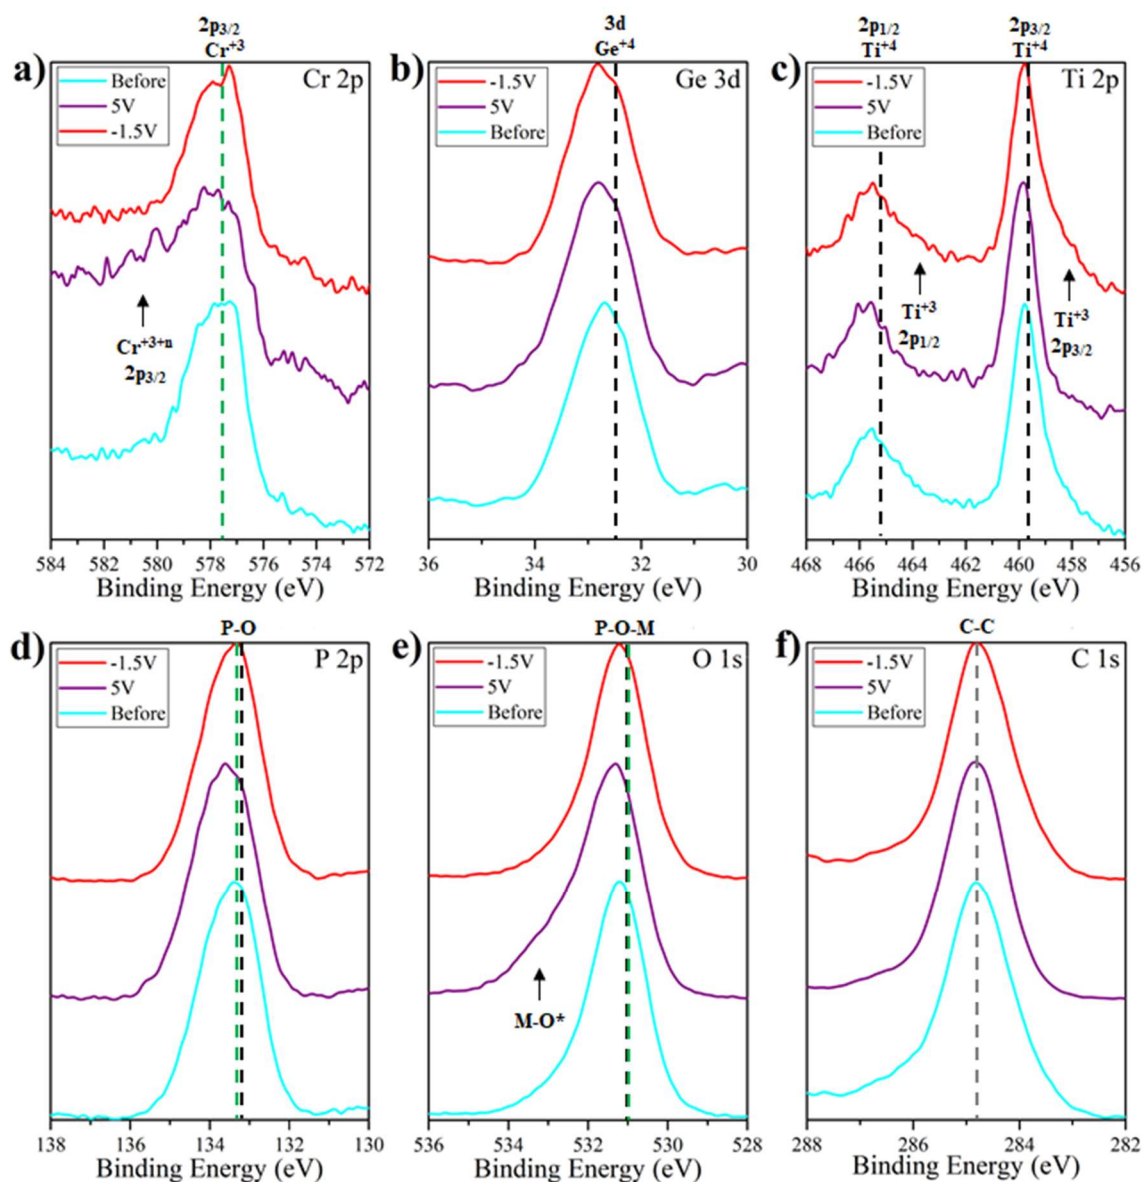 2p3/2
Cr+3
a)
Before
5V
-1.5V
Cr 2p
Cr+3+n
2p3/2
584 582 580 578 576 574 572
Binding Energy (eV)
3d
Ge+4
b)
-1.5V
5V
Before
Ge 3d
36 34 32 30
Binding Energy (eV)
2p1/2
Ti+4
2p3/2
Ti+4
c)
-1.5V
5V
Before
Ti 2p
Ti+3
2p1/2
Ti+3
2p3/2
468 466 464 462 460 458 456
Binding Energy (eV)
P-O
d)
-1.5V
5V
Before
P 2p
138 136 134 132 130
Binding Energy (eV)
P-O-M
e)
-1.5V
5V
Before
O 1s
M-O*
536 534 532 530 528
Binding Energy (eV)
C-C
f)
-1.5V
5V
Before
C 1s
288 286 284 282
Binding Energy (eV)